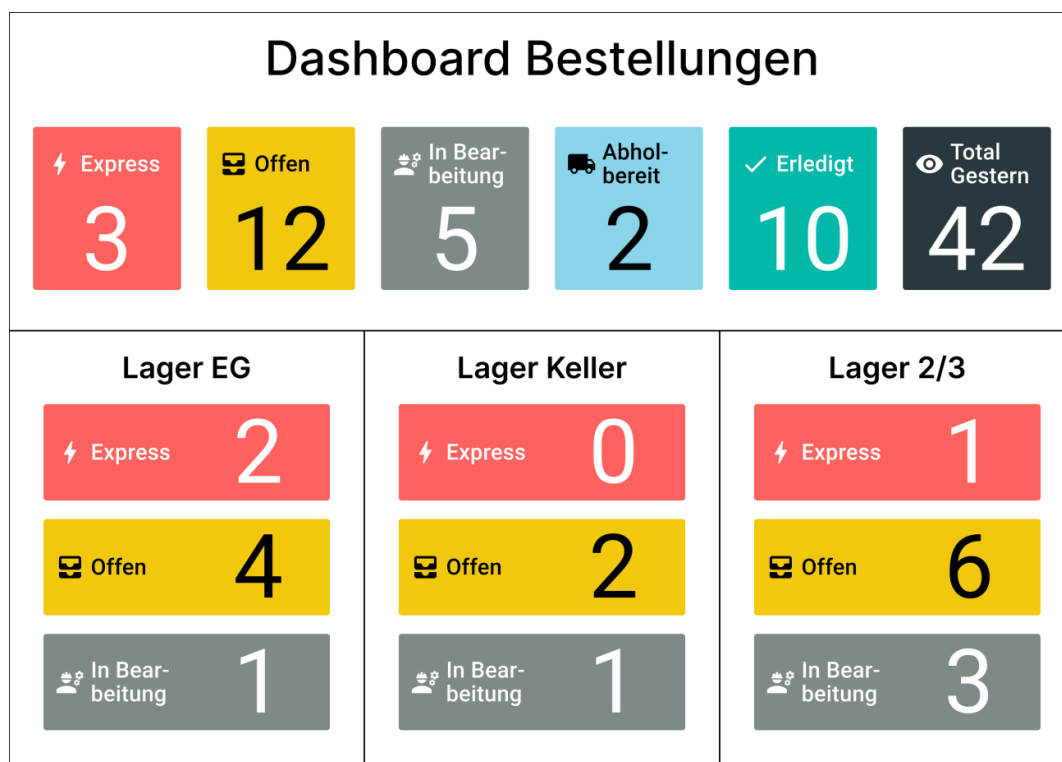 Dashboard Bestellungen
Express
3
Offen
12
In Bear-
beitung
5
Abhol-
bereit
2
Erledigt
10
Total
Gestern
42
Lager EG
Express
2
Offen
4
In Bear-
beitung
1
Lager Keller
Express
0
Offen
2
In Bear-
beitung
1
Lager 2/3
Express
1
Offen
6
In Bear-
beitung
3